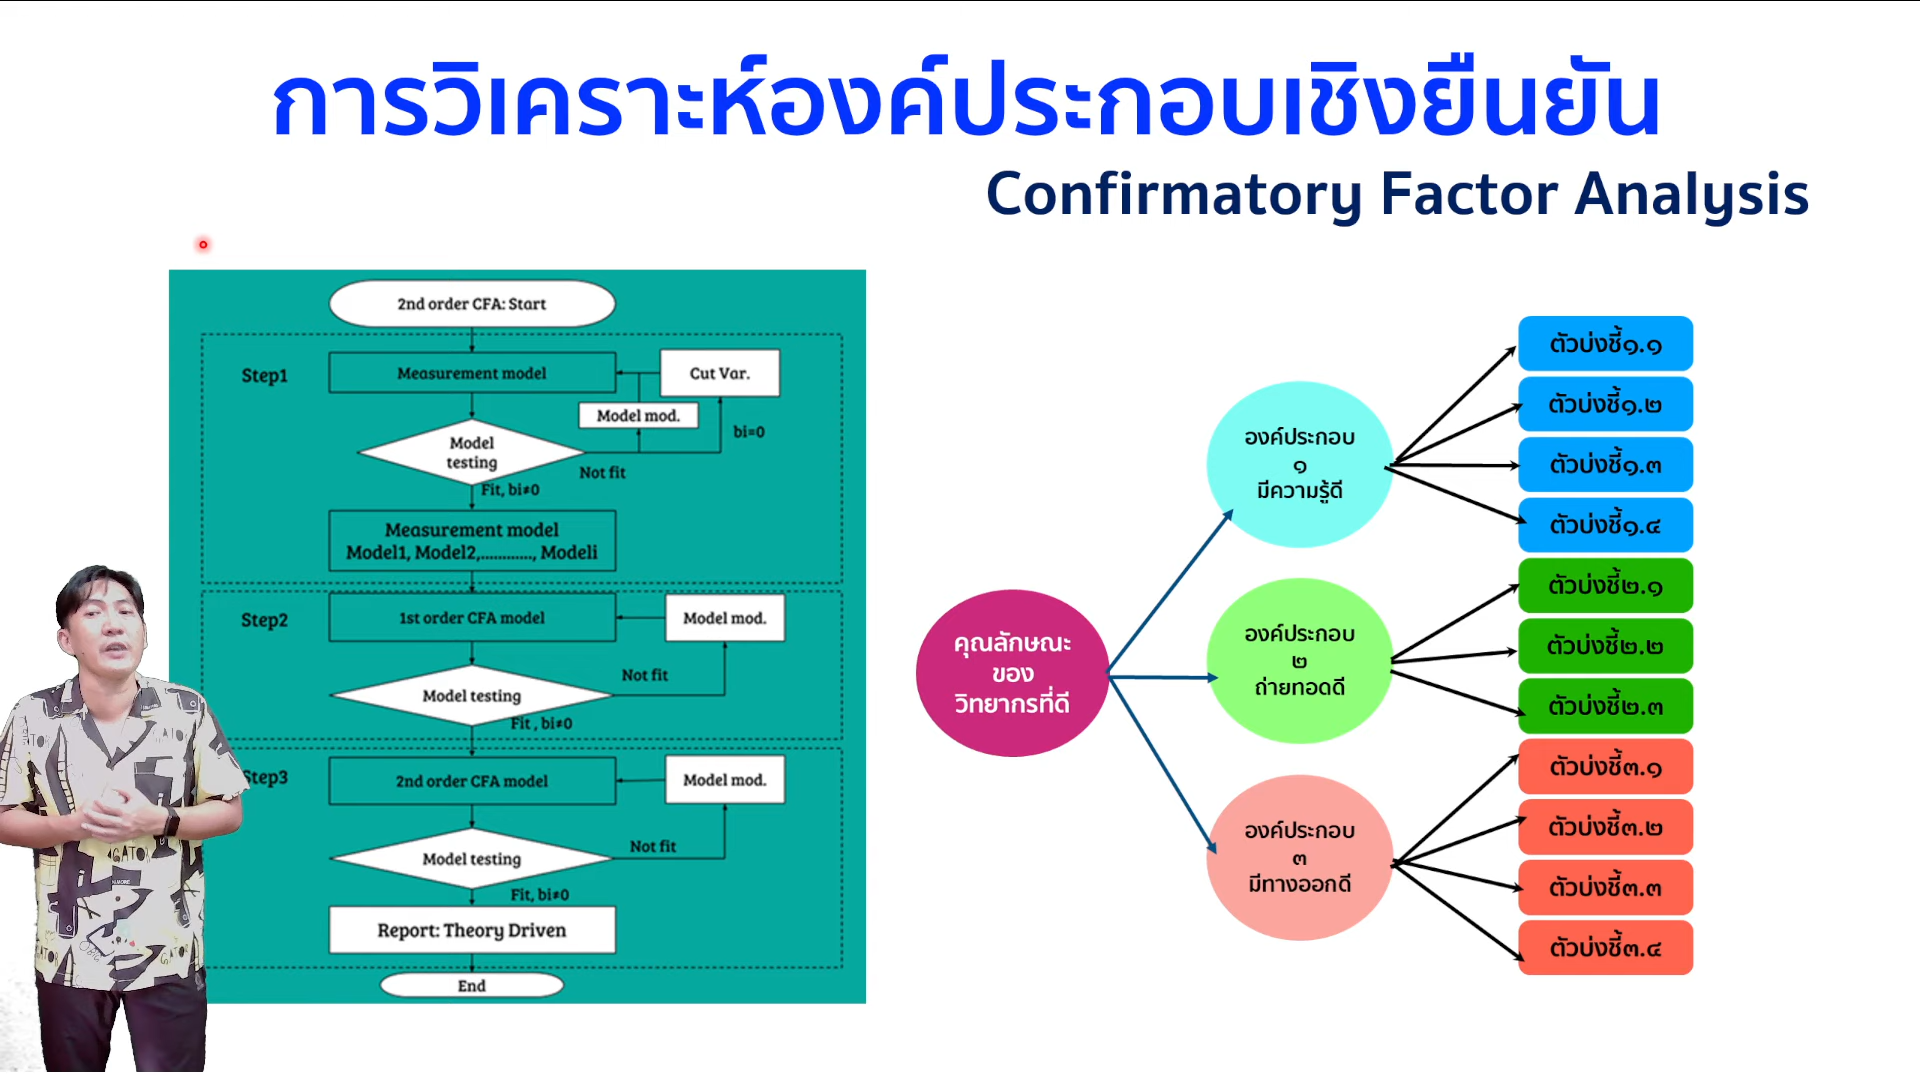 การวิเคราะห์องค์ประกอบเชิงยืนยัน
Confirmatory Factor Analysis
2nd order CFA: Start
Step1
Measurement model
Cut Var.
Model mod.
bi=0
Model
testing
Not fit
Fit, bi≠0
Measurement model
Model1, Model2,............, Modeli
Step2
1st order CFA model
Model mod.
Not fit
Model testing
Fit , bi≠0
Step3
2nd order CFA model
Model mod.
Not fit
Model testing
Fit, bi≠0
Report: Theory Driven
End
คุณลักษณะ
ของ
วิทยากรที่ดี
องค์ประกอบ
๑
มีความรู้ดี
องค์ประกอบ
๒
ถ่ายทอดดี
องค์ประกอบ
๓
มีทางออกดี
ตัวบ่งชี้๑.๑
ตัวบ่งชี้๑.๒
ตัวบ่งชี้๑.๓
ตัวบ่งชี้๑.๔
ตัวบ่งชี้๒.๑
ตัวบ่งชี้๒.๒
ตัวบ่งชี้๒.๓
ตัวบ่งชี้๓.๑
ตัวบ่งชี้๓.๒
ตัวบ่งชี้๓.๓
ตัวบ่งชี้๓.๔